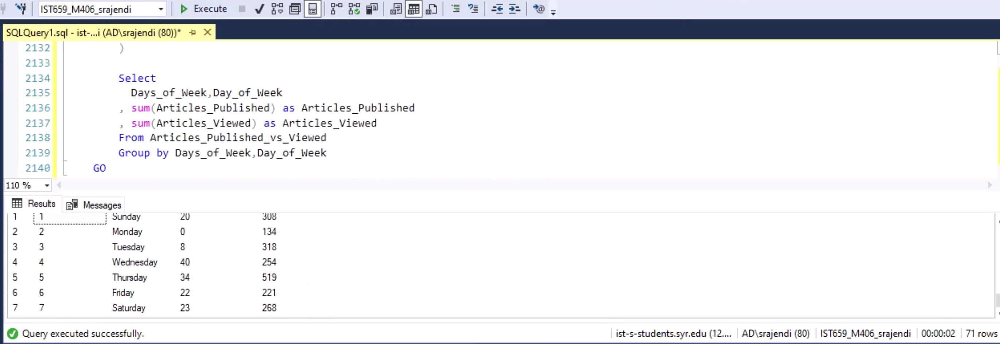 IST659_M406_srajendi Execute
SQLQuery1.sql - ist-...i (AD\srajendi (80))*
2132 )
2133
2134 Select
2135 Days_of_Week,Day_of_Week
2136 , sum(Articles_Published) as Articles_Published
2137 , sum(Articles_Viewed) as Articles_Viewed
2138 From Articles_Published_vs_Viewed
2139 Group by Days_of_Week,Day_of_Week
2140 GO
110 %
Results Messages
1 1 Sunday 20 308
2 2 Monday 0 134
3 3 Tuesday 8 318
4 4 Wednesday 40 254
5 5 Thursday 34 519
6 6 Friday 22 221
7 7 Saturday 23 268
Query executed successfully. ist-s-students.syr.edu (12.... AD\srajendi (80) IST659_M406_srajendi 00:00:02 71 rows